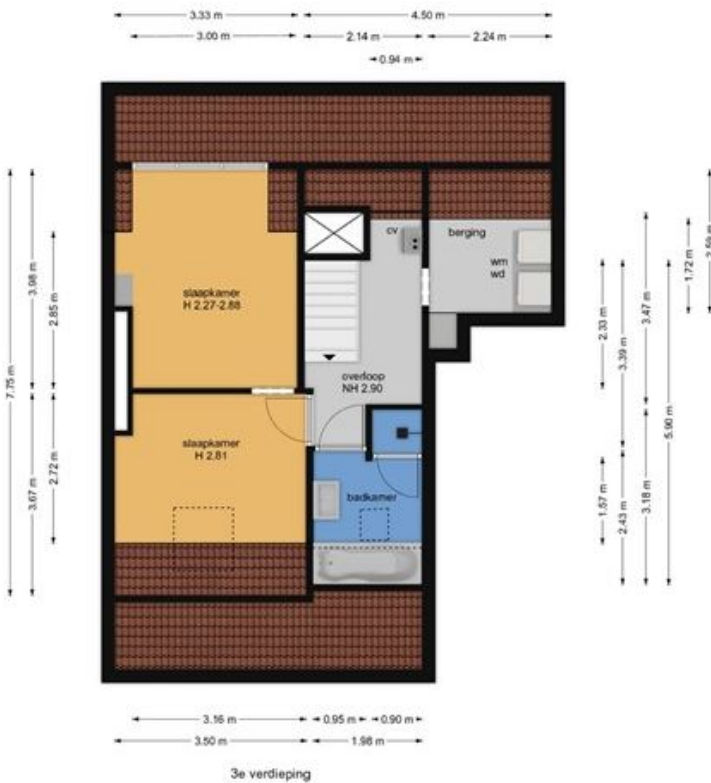 3.33 m
4.50 m
3.00 m
2.14 m
2.24 m
0.94 m
cv
berging
wm
wd
slaapkamer
H 2.27-2.88
overloop
NH 2.90
slaapkamer
H 2.81
badkamer
7.75 m
3.98 m
2.85 m
3.67 m
2.72 m
2.59 m
1.72 m
3.47 m
2.33 m
3.39 m
5.90 m
3.18 m
1.57 m
2.43 m
3.16 m
0.95 m
0.90 m
3.50 m
1.98 m
3e verdieping